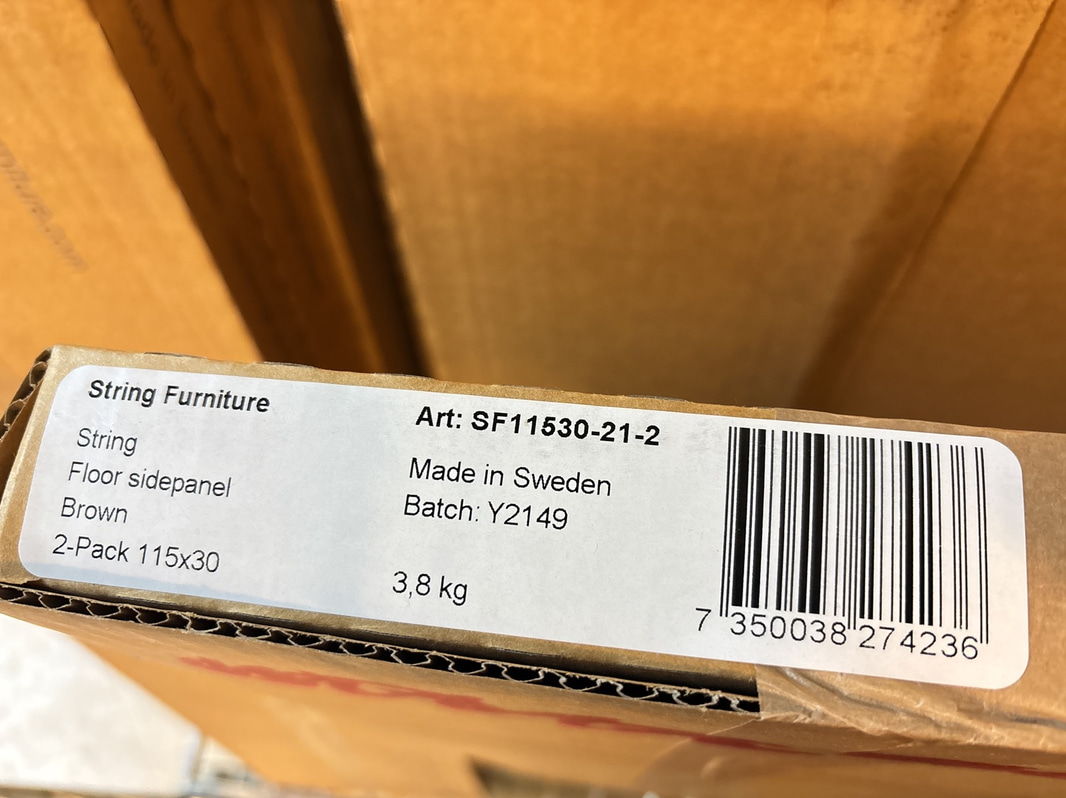 String Furniture
String
Floor sidepanel
Brown
2-Pack 115x30
Art: SF11530-21-2
Made in Sweden
Batch: Y2149
3,8 kg
7 350038 274236